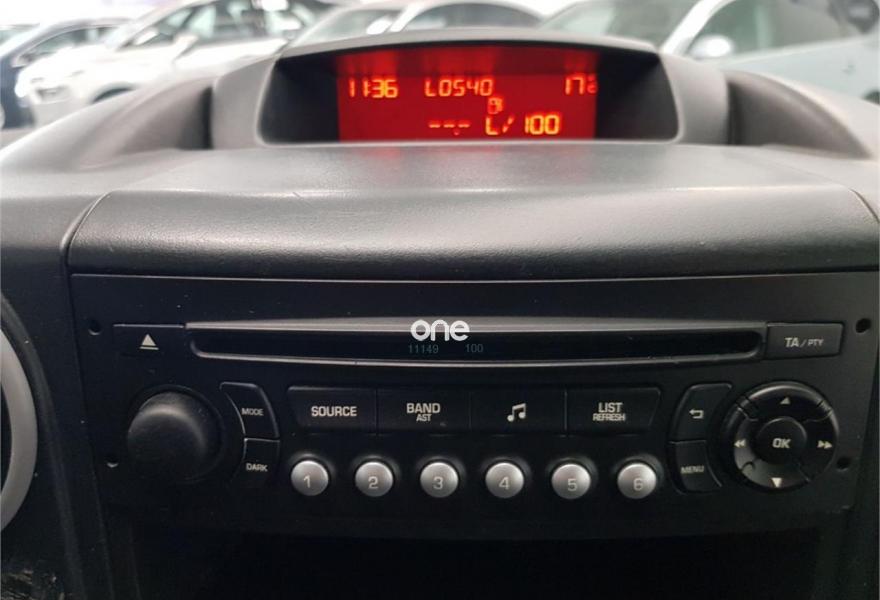 11:36 LOS40 17
--.- L/100
one
11149 100
TA/PTY
MODE SOURCE BAND AST LIST REFRESH
OK
DARK MENU
1 2 3 4 5 6